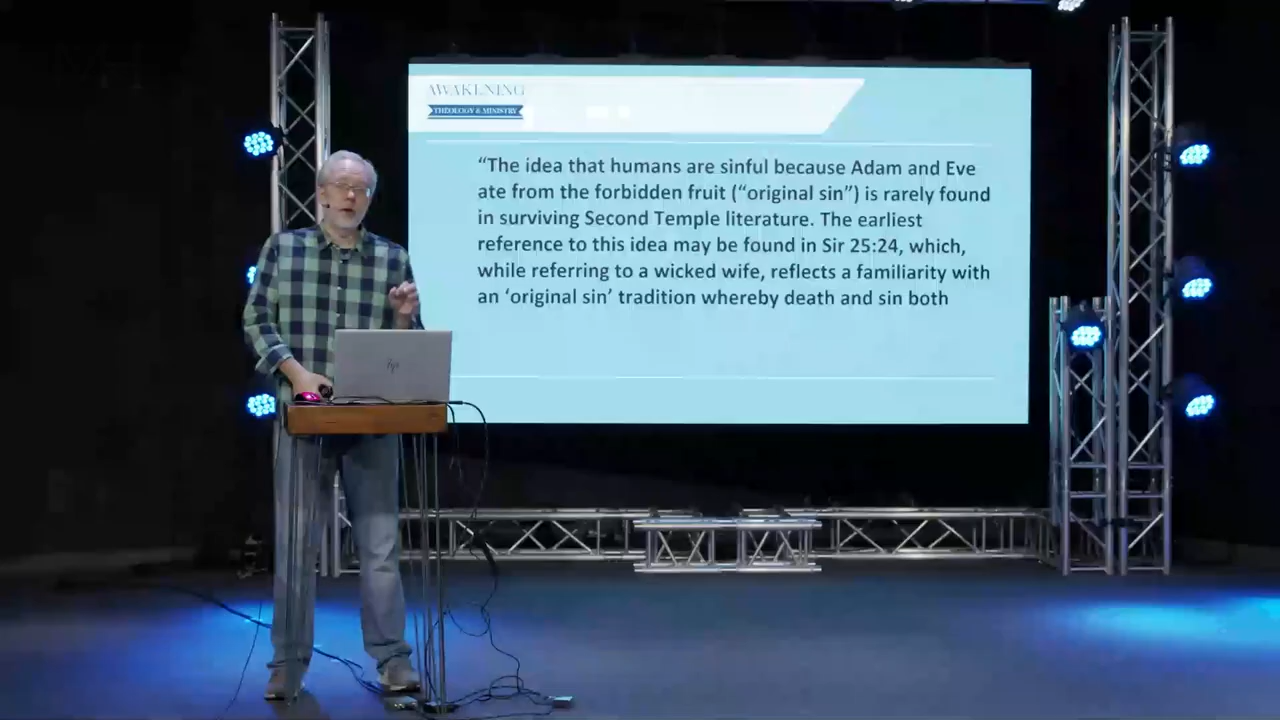 AWAKENING
THEOLOGY & MINISTRY
“The idea that humans are sinful because Adam and Eve
ate from the forbidden fruit (“original sin”) is rarely found
in surviving Second Temple literature. The earliest
reference to this idea may be found in Sir 25:24, which,
while referring to a wicked wife, reflects a familiarity with
an ‘original sin’ tradition whereby death and sin both
hp